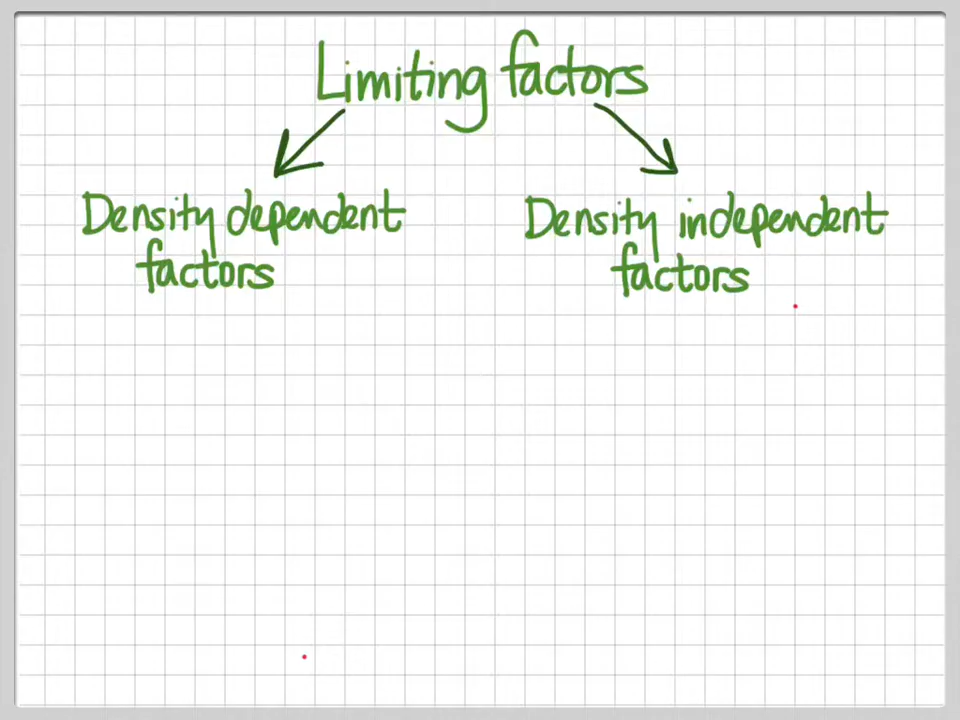 Limiting factors
Density dependent
factors
Density independent
factors